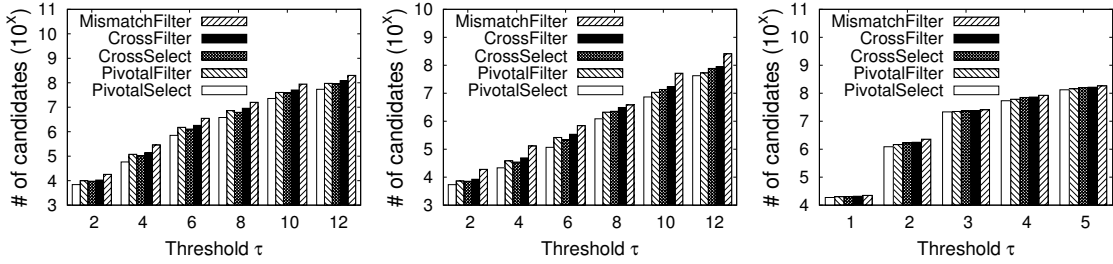 # of candidates (10^x)
11
10
9
8
7
6
5
4
3
MismatchFilter
CrossFilter
CrossSelect
PivotalFilter
PivotalSelect
2 4 6 8 10 12
Threshold τ
# of candidates (10^x)
10
9
8
7
6
5
4
3
MismatchFilter
CrossFilter
CrossSelect
PivotalFilter
PivotalSelect
2 4 6 8 10 12
Threshold τ
# of candidates (10^x)
11
10
9
8
7
6
5
4
MismatchFilter
CrossFilter
CrossSelect
PivotalFilter
PivotalSelect
1 2 3 4 5
Threshold τ